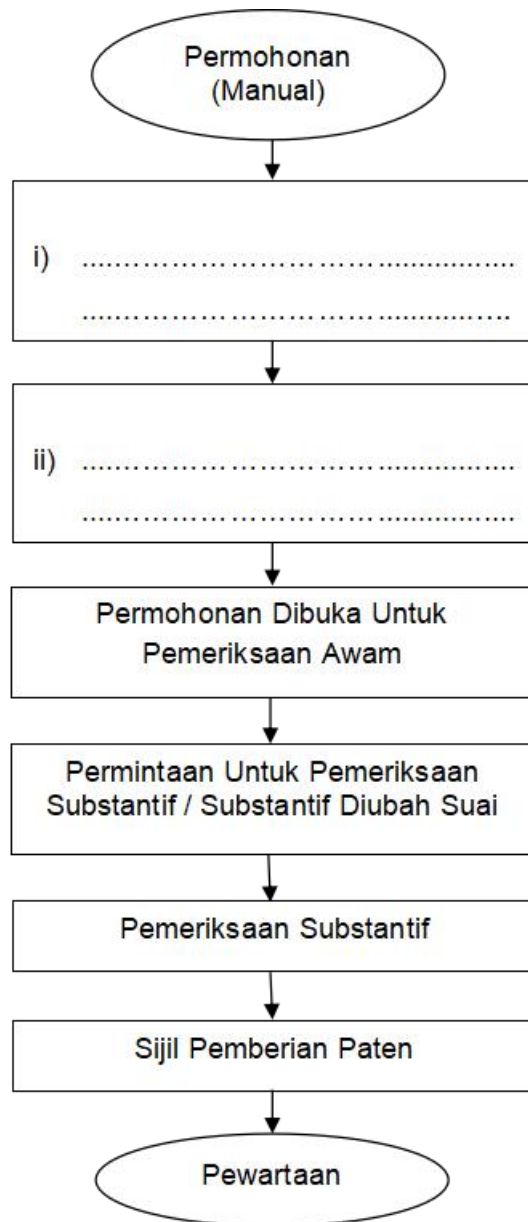 Permohonan
(Manual)
i) ....………………………...................
....………………………............….
ii) ....………………………...................
....………………………...................
Permohonan Dibuka Untuk
Pemeriksaan Awam
Permintaan Untuk Pemeriksaan
Substantif / Substantif Diubah Suai
Pemeriksaan Substantif
Sijil Pemberian Paten
Pewartaan